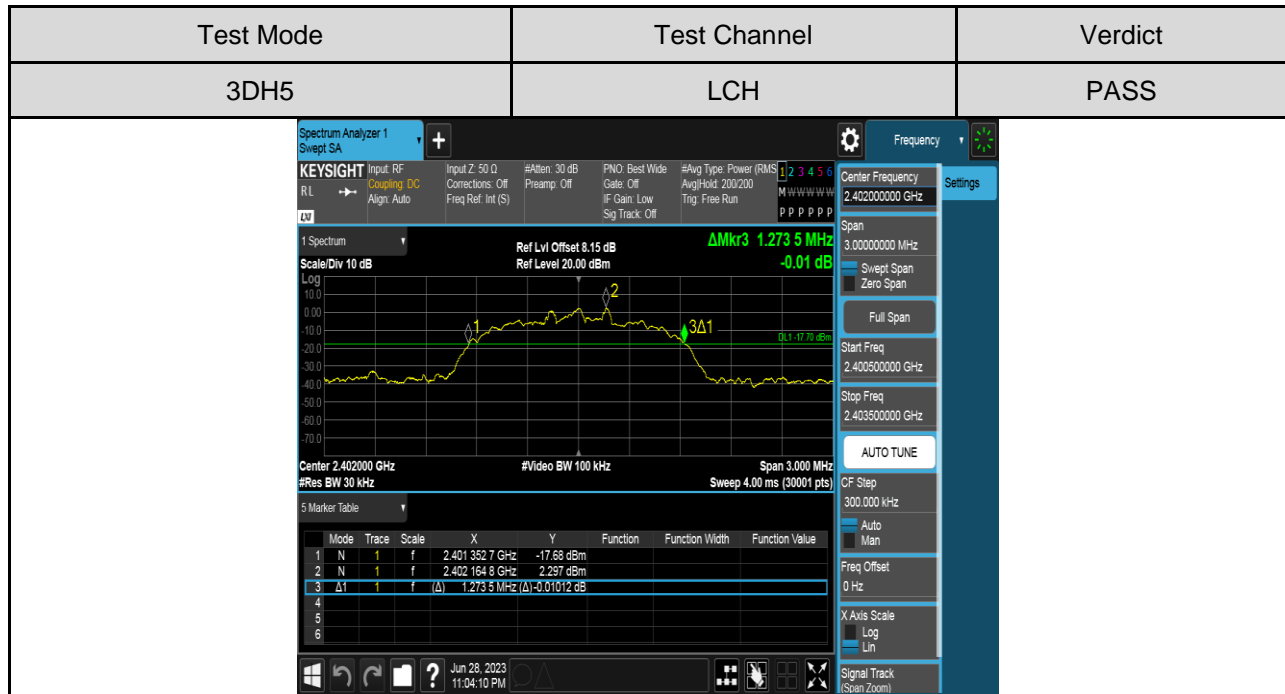 Test Mode Test Channel Verdict
3DH5 LCH PASS
Spectrum Analyzer 1
Swept SA
+
Frequency
KEYSIGHT
RL
LXI
Input: RF
Coupling: DC
Align: Auto
Input Z: 50 Ω
Corrections: Off
Freq Ref: Int (S)
#Atten: 30 dB
Preamp: Off
PNO: Best Wide
Gate: Off
IF Gain: Low
Sig Track: Off
#Avg Type: Power (RMS
Avg|Hold: 200/200
Trig: Free Run
1 2 3 4 5 6
M W W W W W
P P P P P P
1 Spectrum
Scale/Div 10 dB
Ref Lvl Offset 8.15 dB
Ref Level 20.00 dBm
ΔMkr3 1.273 5 MHz
-0.01 dB
Log
10.0
0.00
-10.0
-20.0
-30.0
-40.0
-50.0
-60.0
-70.0
1
2
3Δ1
DL1 -17.70 dBm
Center 2.402000 GHz
#Video BW 100 kHz
Span 3.000 MHz
#Res BW 30 kHz
Sweep 4.00 ms (30001 pts)
5 Marker Table
Mode Trace Scale X Y Function Function Width Function Value
1 N 1 f 2.401 352 7 GHz -17.68 dBm
2 N 1 f 2.402 164 8 GHz 2.297 dBm
3 Δ1 1 f (Δ) 1.273 5 MHz (Δ) -0.01012 dB
4
5
6
?
Jun 28, 2023
11:04:10 PM
Center Frequency
2.402000000 GHz
Settings
Span
3.00000000 MHz
Swept Span
Zero Span
Full Span
Start Freq
2.400500000 GHz
Stop Freq
2.403500000 GHz
AUTO TUNE
CF Step
300.000 kHz
Auto
Man
Freq Offset
0 Hz
X Axis Scale
Log
Lin
Signal Track
(Span Zoom)